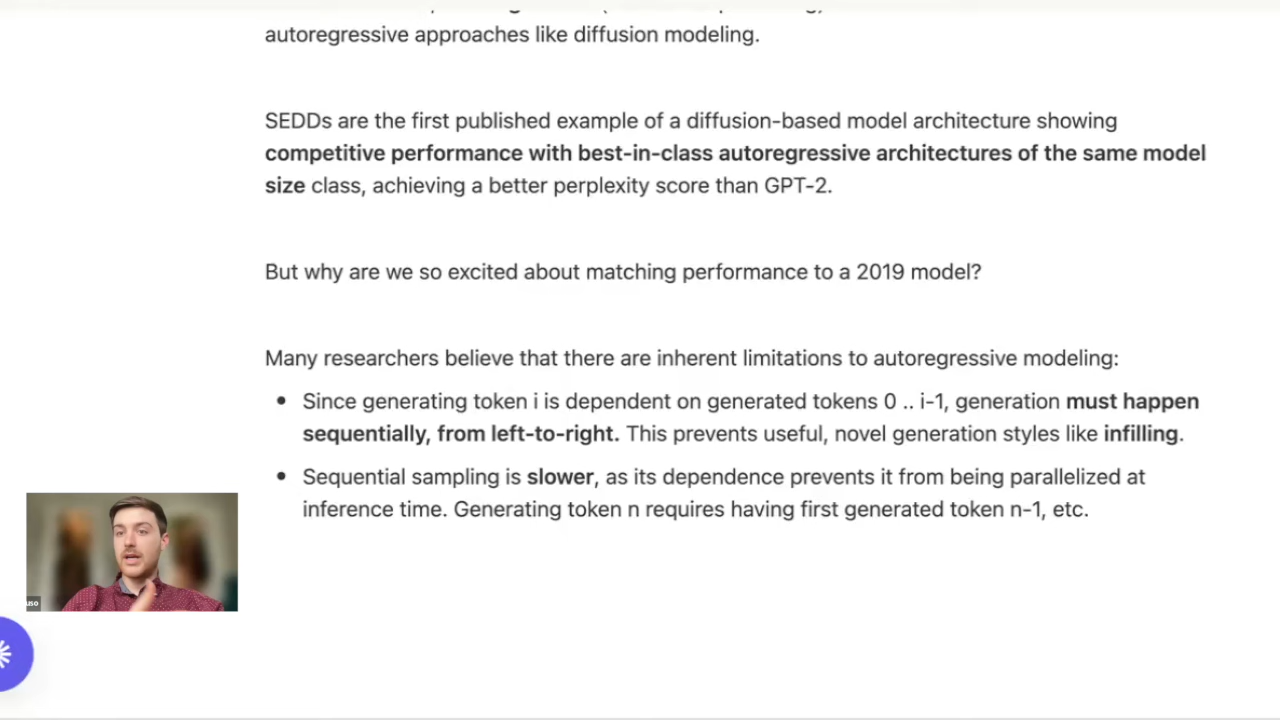 autoregressive approaches like diffusion modeling.
SEDDs are the first published example of a diffusion-based model architecture showing
competitive performance with best-in-class autoregressive architectures of the same model
size class, achieving a better perplexity score than GPT-2.
But why are we so excited about matching performance to a 2019 model?
Many researchers believe that there are inherent limitations to autoregressive modeling:
• Since generating token i is dependent on generated tokens 0 .. i-1, generation must happen
sequentially, from left-to-right. This prevents useful, novel generation styles like infilling.
• Sequential sampling is slower, as its dependence prevents it from being parallelized at
inference time. Generating token n requires having first generated token n-1, etc.
uso